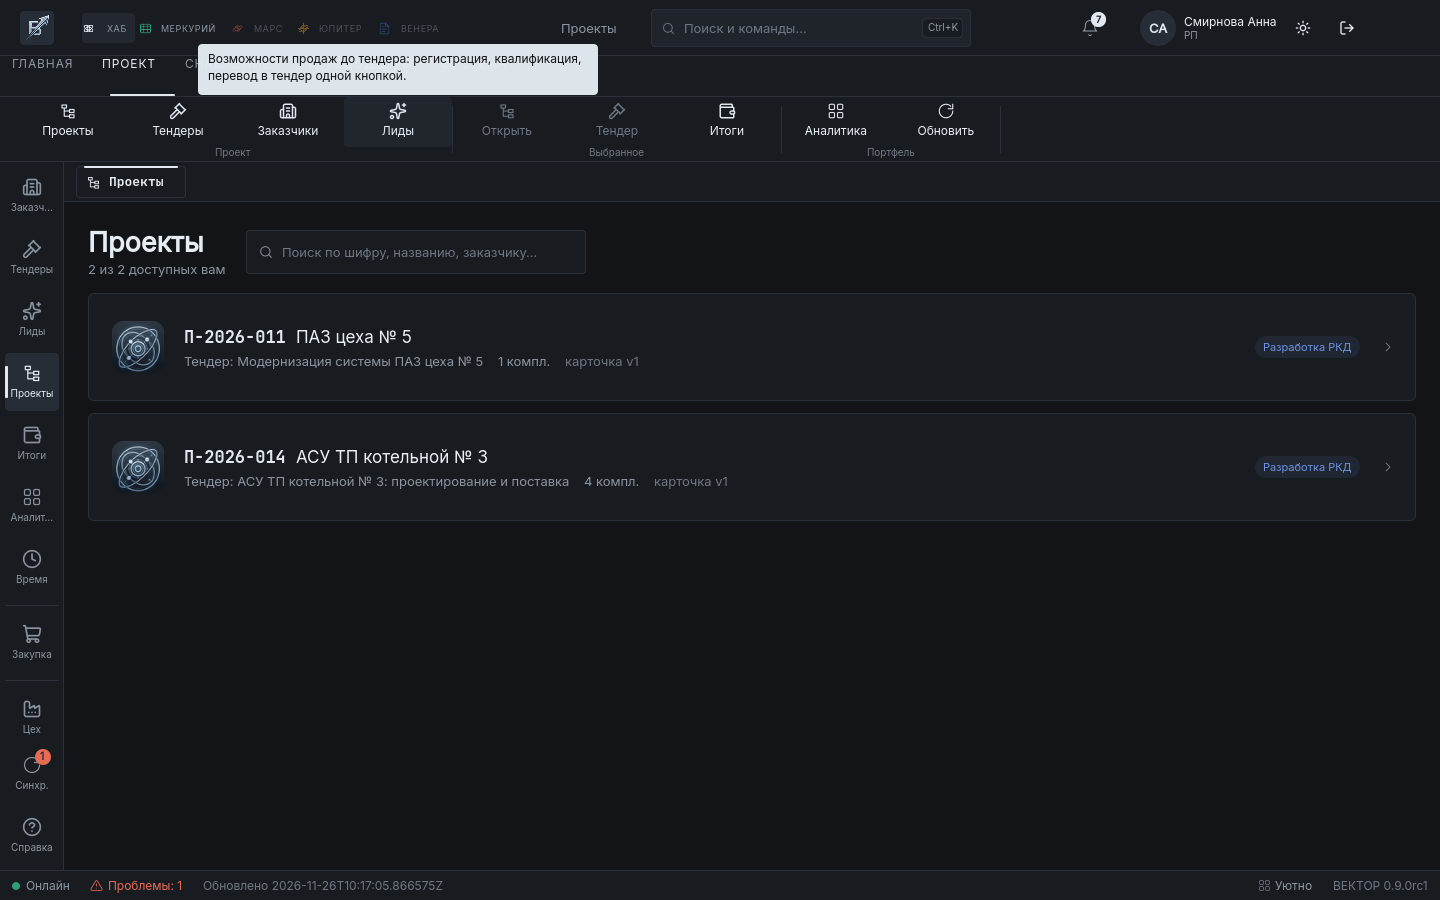 ХАБ
МЕРКУРИЙ
МАРС
ЮПИТЕР
ВЕНЕРА
Проекты
Поиск и команды...
Ctrl+K
7
СА
Смирнова Анна
РП
ГЛАВНАЯ
ПРОЕКТ
Возможности продаж до тендера: регистрация, квалификация,
перевод в тендер одной кнопкой.
Проекты
Тендеры
Заказчики
Лиды
Открыть
Тендер
Итоги
Аналитика
Обновить
Проект
Выбранное
Портфель
Заказч...
Тендеры
Лиды
Проекты
Итоги
Аналит...
Время
Закупка
Цех
1
Синхр.
Справка
Проекты
Проекты
2 из 2 доступных вам
Поиск по шифру, названию, заказчику...
П-2026-011 ПАЗ цеха № 5
Тендер: Модернизация системы ПАЗ цеха № 5 1 компл. карточка v1
Разработка РКД
П-2026-014 АСУ ТП котельной № 3
Тендер: АСУ ТП котельной № 3: проектирование и поставка 4 компл. карточка v1
Разработка РКД
Онлайн
Проблемы: 1
Обновлено 2026-11-26T10:17:05.866575Z
Уютно
ВЕКТОР 0.9.0rc1